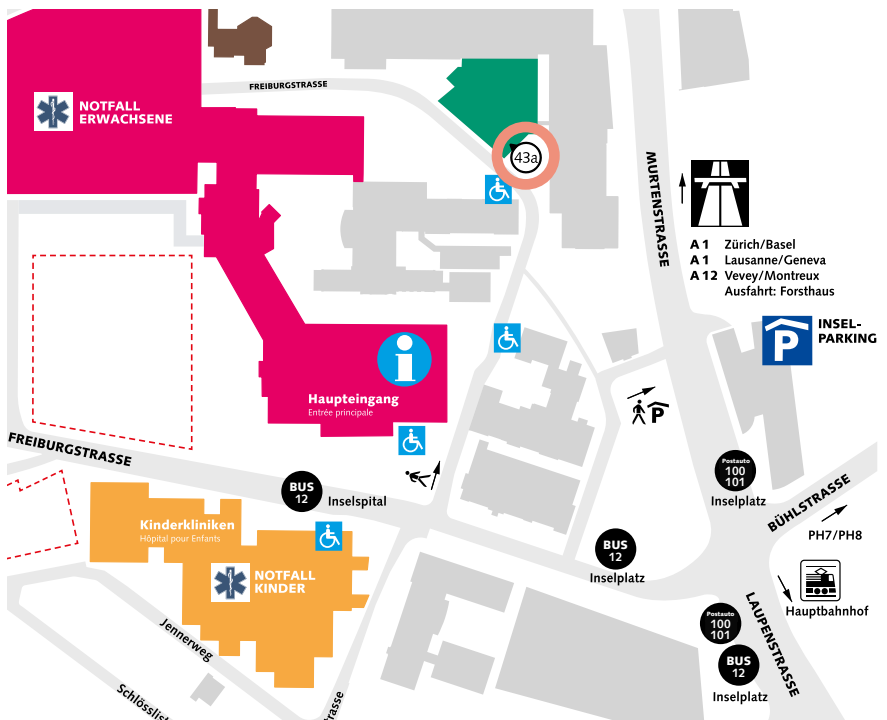 FREIBURGSTRASSE
NOTFALL
ERWACHSENE
43a
MURTENSTRASSE
A 1 Zürich/Basel
A 1 Lausanne/Geneva
A 12 Vevey/Montreux
Ausfahrt: Forsthaus
P
INSEL-
PARKING
i
Haupteingang
Entrée principale
P
FREIBURGSTRASSE
BUS
12
Inselspital
Postauto
100
101
Inselplatz
BÜHLSTRASSE
PH7/PH8
Kinderkliniken
Hôpital pour Enfants
BUS
12
Inselplatz
NOTFALL
KINDER
Hauptbahnhof
LAUPENSTRASSE
Postauto
100
101
BUS
12
Inselplatz
Jennerweg
Schlösslist
strasse